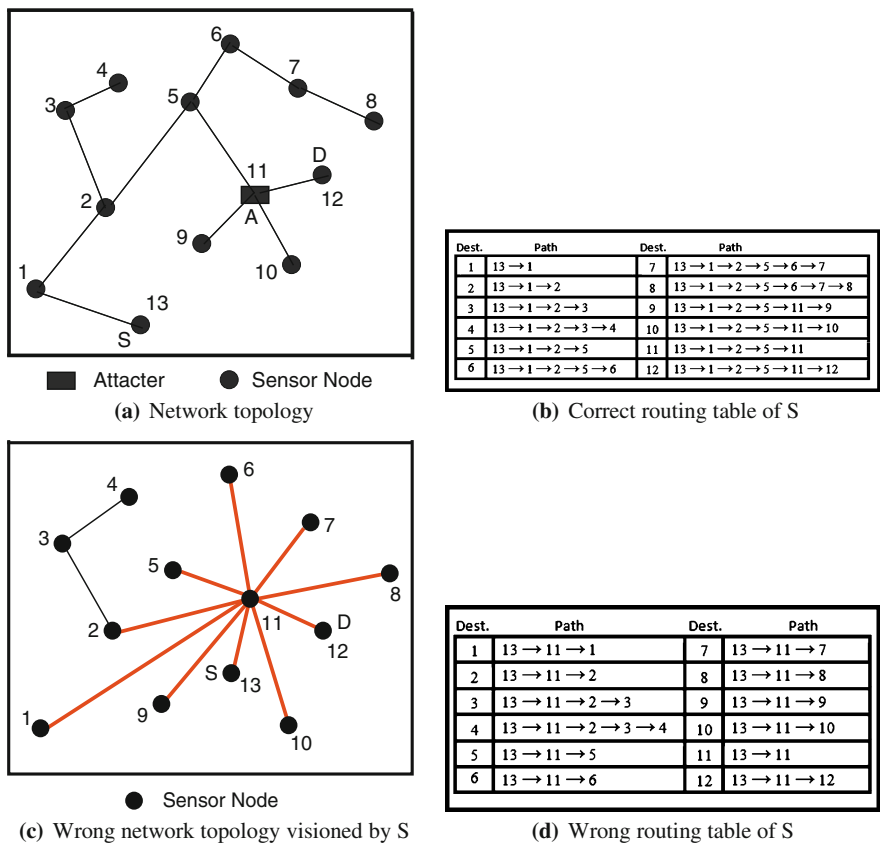 6
4
7
3
5
8
D
11
12
2
A
9
10
1
13
S
Attacter Sensor Node
(a) Network topology
Dest. Path Dest. Path
1 13 → 1 7 13 → 1 → 2 → 5 → 6 → 7
2 13 → 1 → 2 8 13 → 1 → 2 → 5 → 6 → 7 → 8
3 13 → 1 → 2 → 3 9 13 → 1 → 2 → 5 → 11 → 9
4 13 → 1 → 2 → 3 → 4 10 13 → 1 → 2 → 5 → 11 → 10
5 13 → 1 → 2 → 5 11 13 → 1 → 2 → 5 → 11
6 13 → 1 → 2 → 5 → 6 12 13 → 1 → 2 → 5 → 11 → 12
(b) Correct routing table of S
6
4
7
3
5
8
11
D
2
12
S
13
9
1
10
Sensor Node
(c) Wrong network topology visioned by S
Dest. Path Dest. Path
1 13 → 11 → 1 7 13 → 11 → 7
2 13 → 11 → 2 8 13 → 11 → 8
3 13 → 11 → 2 → 3 9 13 → 11 → 9
4 13 → 11 → 2 → 3 → 4 10 13 → 11 → 10
5 13 → 11 → 5 11 13 → 11
6 13 → 11 → 6 12 13 → 11 → 12
(d) Wrong routing table of S